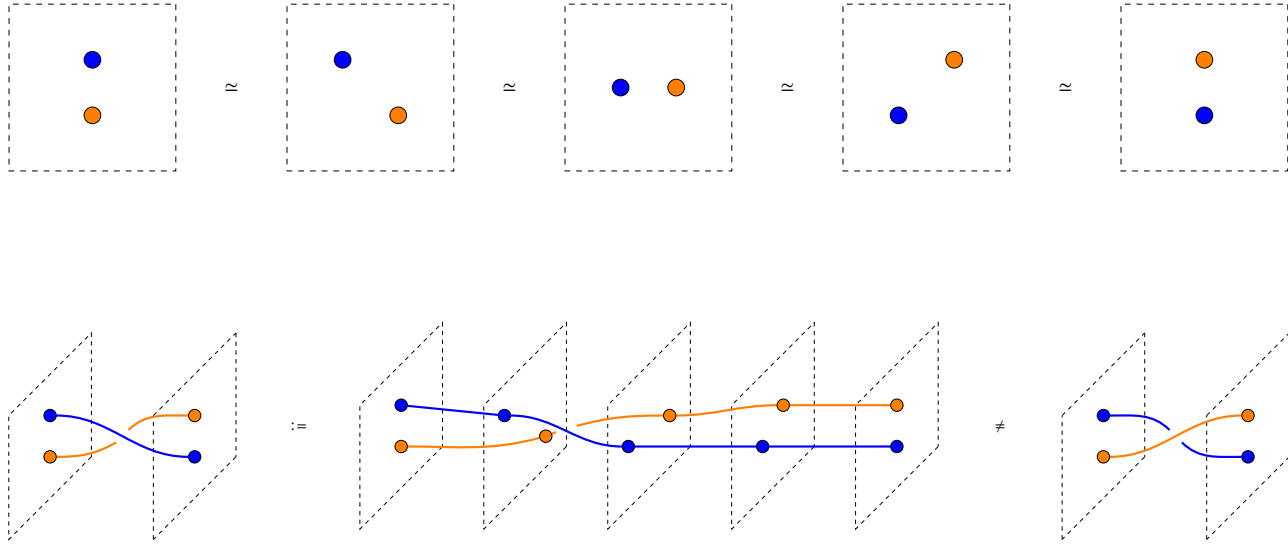 ≃ ≃ ≃ ≃
:= ≠